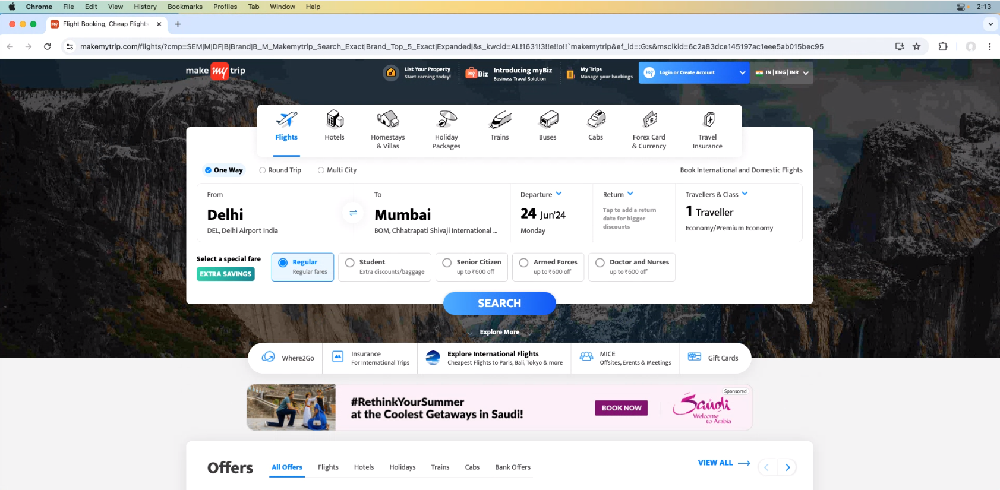 Chrome File Edit View History Bookmarks Profiles Tab Window Help 2:13
Flight Booking, Cheap Flights
makemytrip.com/flights/?cmp=SEM|M|DF|B|Brand|B_M_Makemytrip_Search_Exact|Brand_Top_5_Exact|Expanded|&s_kwcid=AL!1631!3!!e!!o!!`makemytrip&ef_id=:G:s&msclkid=6c2a83dce145197ac1eee5ab015bec95
make my trip
List Your Property
Start earning today!
my Biz
Introducing myBiz
Business Travel Solution
My Trips
Manage your bookings
my Login or Create Account
IN | ENG | INR
Flights
Hotels
Homestays
& Villas
Holiday
Packages
Trains
Buses
Cabs
Forex Card
& Currency
Travel
Insurance
One Way Round Trip Multi City
Book International and Domestic Flights
From
Delhi
DEL, Delhi Airport India
To
Mumbai
BOM, Chhatrapati Shivaji International ...
Departure
24 Jun'24
Monday
Return
Tap to add a return
date for bigger
discounts
Travellers & Class
1 Traveller
Economy/Premium Economy
Select a special fare
EXTRA SAVINGS
Regular
Regular fares
Student
Extra discounts/baggage
Senior Citizen
up to ₹600 off
Armed Forces
up to ₹600 off
Doctor and Nurses
up to ₹600 off
SEARCH
Explore More
Where2Go
Insurance
For International Trips
Explore International Flights
Cheapest Flights to Paris, Bali, Tokyo & more
MICE
Offsites, Events & Meetings
Gift Cards
#RethinkYourSummer
at the Coolest Getaways in Saudi!
BOOK NOW
Sponsored
Saudi
Welcome
to Arabia
Offers
All Offers Flights Hotels Holidays Trains Cabs Bank Offers
VIEW ALL